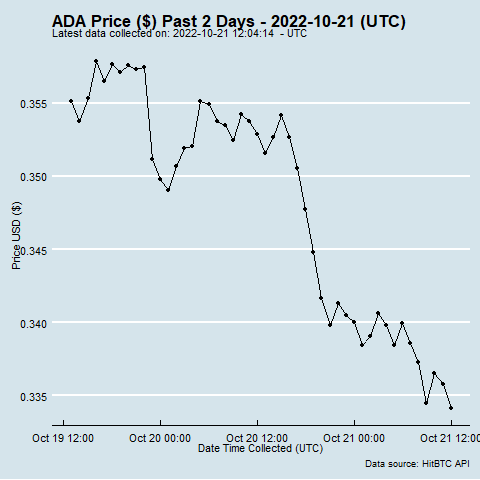 ADA Price ($) Past 2 Days - 2022-10-21 (UTC)
Latest data collected on: 2022-10-21 12:04:14 - UTC
0.355
0.350
0.345
0.340
0.335
Price USD ($)
Oct 19 12:00 Oct 20 00:00 Oct 20 12:00 Oct 21 00:00 Oct 21 12:00
Date Time Collected (UTC)
Data source: HitBTC API